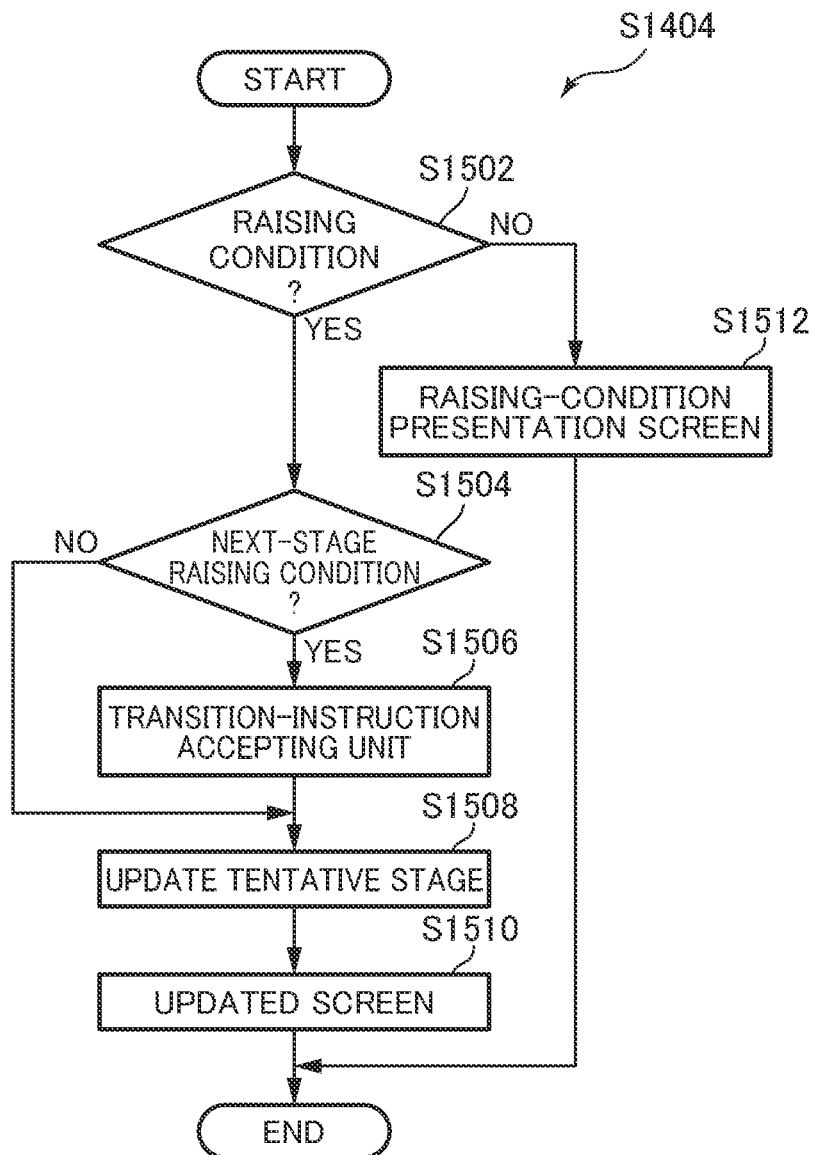 S1404
START
S1502
RAISING
CONDITION
?
NO
YES
S1512
RAISING-CONDITION
PRESENTATION SCREEN
S1504
NO
NEXT-STAGE
RAISING CONDITION
?
YES
S1506
TRANSITION-INSTRUCTION
ACCEPTING UNIT
S1508
UPDATE TENTATIVE STAGE
S1510
UPDATED SCREEN
END